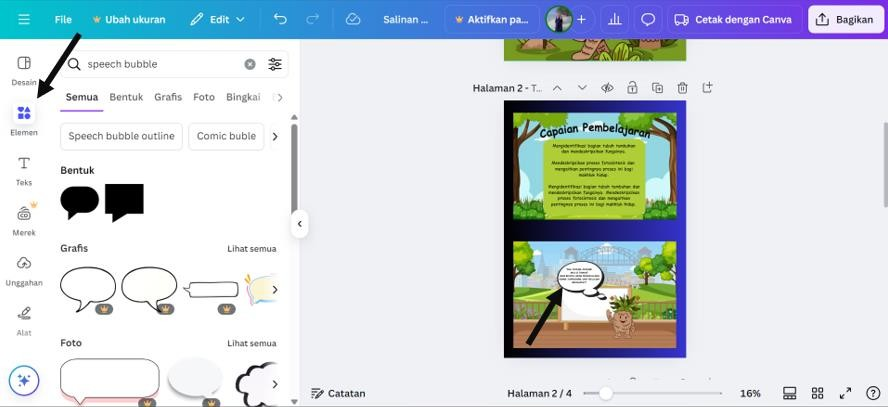 File
Ubah ukuran
Edit
Salinan ...
Aktifkan pa...
Cetak dengan Canva
Bagikan
Desain
Elemen
Teks
Merek
Unggahan
Alat
speech bubble
Semua
Bentuk
Grafis
Foto
Bingkai
Speech bubble outline
Comic buble
Bentuk
Grafis
Lihat semua
Foto
Lihat semua
Halaman 2 - T...
Capaian Pembelajaran
Mengidentifikasi bagian tubuh tumbuhan
dan mendeskripsikan fungsinya.
Mendeskripsikan proses fotosintesis dan
mengaitkan pentingnya proses ini bagi
makhluk hidup.
Mengidentifikasi bagian tubuh tumbuhan dan
mendeskripsikan fungsinya. Mendeskripsikan
proses fotosintesis dan mengaitkan
pentingnya proses ini bagi makhluk hidup.
Catatan
Halaman 2 / 4
16%